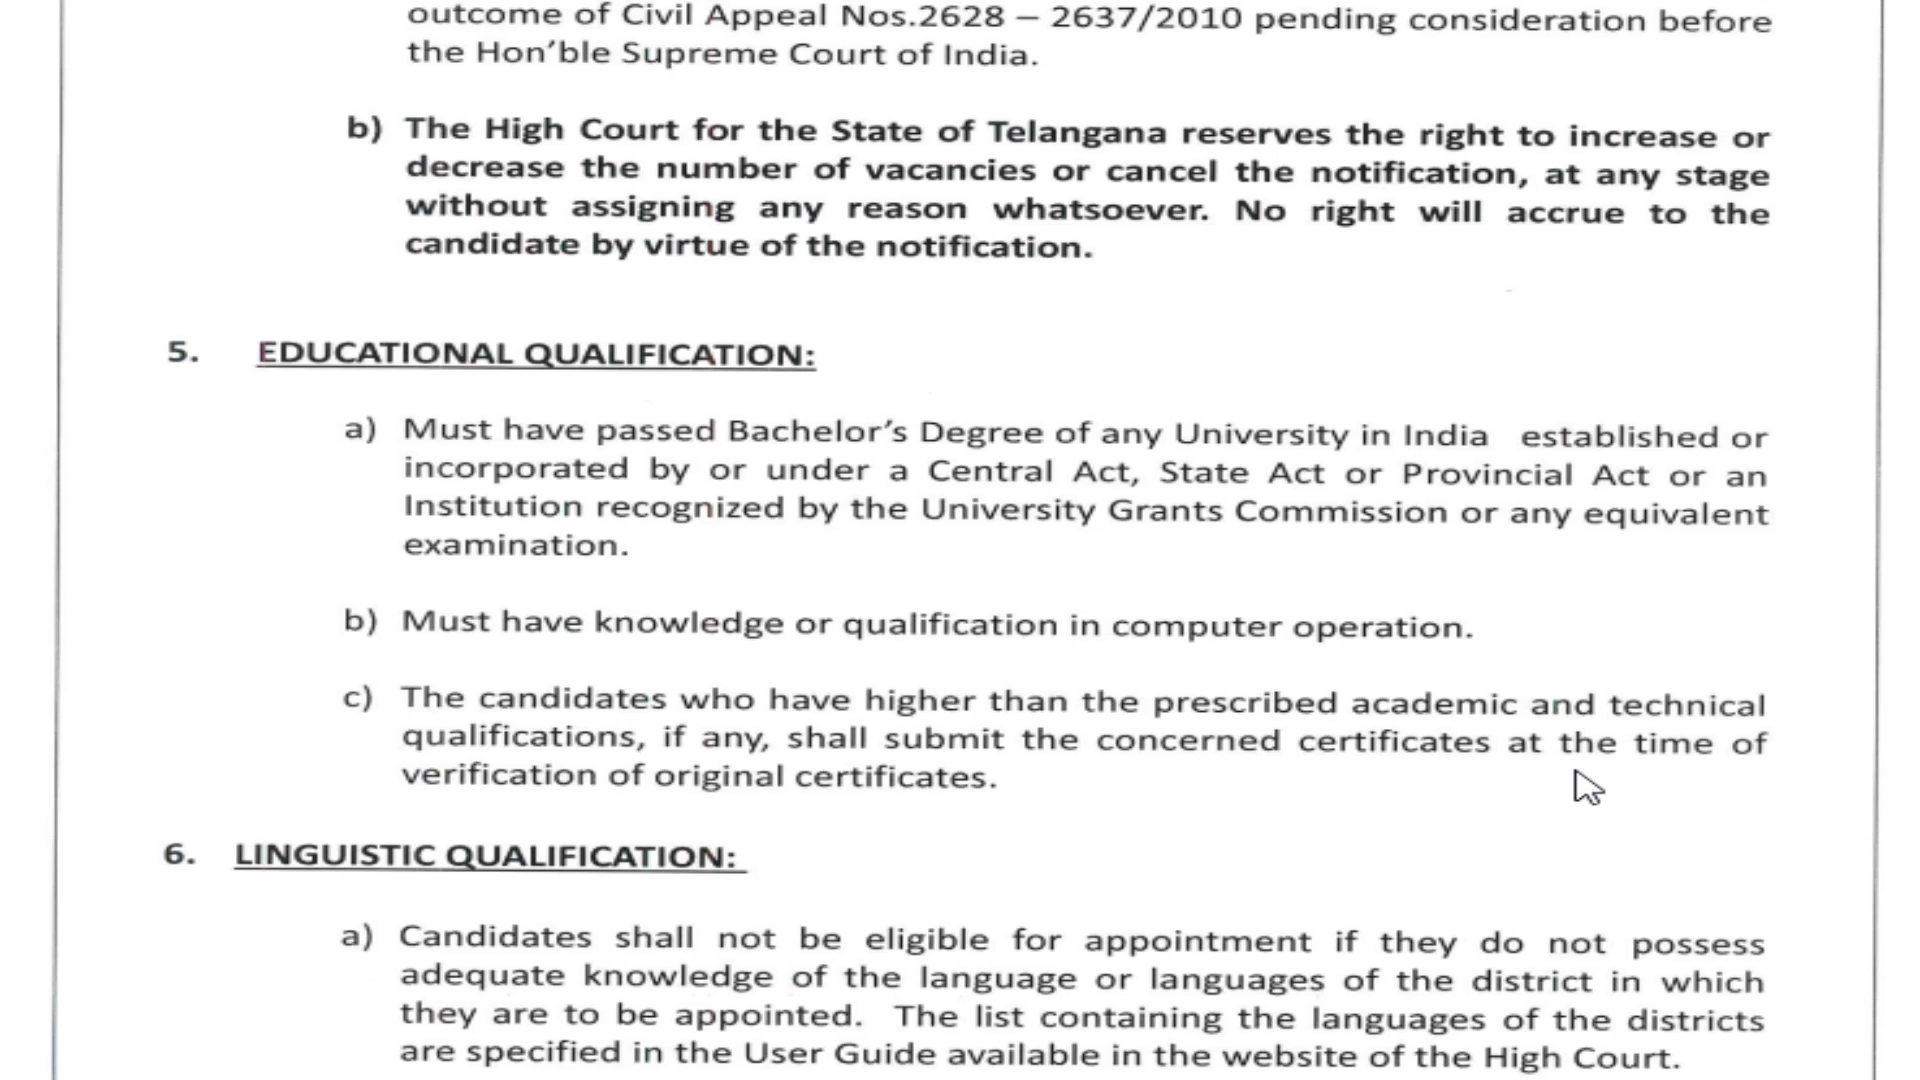 outcome of Civil Appeal Nos.2628 – 2637/2010 pending consideration before
the Hon’ble Supreme Court of India.
b) The High Court for the State of Telangana reserves the right to increase or
decrease the number of vacancies or cancel the notification, at any stage
without assigning any reason whatsoever. No right will accrue to the
candidate by virtue of the notification.
5. EDUCATIONAL QUALIFICATION:
a) Must have passed Bachelor’s Degree of any University in India established or
incorporated by or under a Central Act, State Act or Provincial Act or an
Institution recognized by the University Grants Commission or any equivalent
examination.
b) Must have knowledge or qualification in computer operation.
c) The candidates who have higher than the prescribed academic and technical
qualifications, if any, shall submit the concerned certificates at the time of
verification of original certificates.
6. LINGUISTIC QUALIFICATION:
a) Candidates shall not be eligible for appointment if they do not possess
adequate knowledge of the language or languages of the district in which
they are to be appointed. The list containing the languages of the districts
are specified in the User Guide available in the website of the High Court.